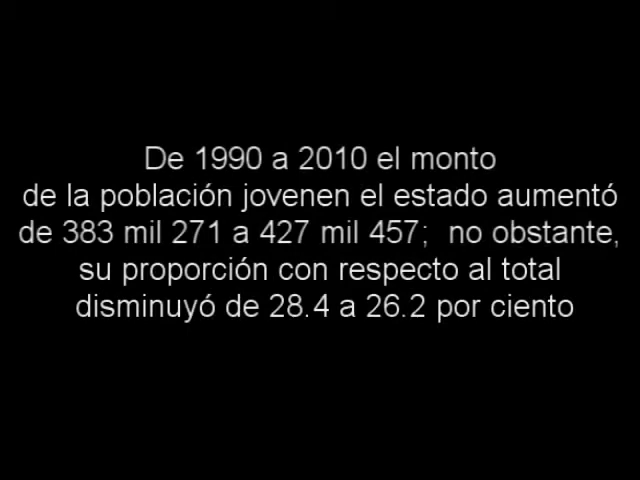 De 1990 a 2010 el monto
de la población jovenen el estado aumentó
de 383 mil 271 a 427 mil 457;  no obstante,
su proporción con respecto al total
disminuyó de 28.4 a 26.2 por ciento